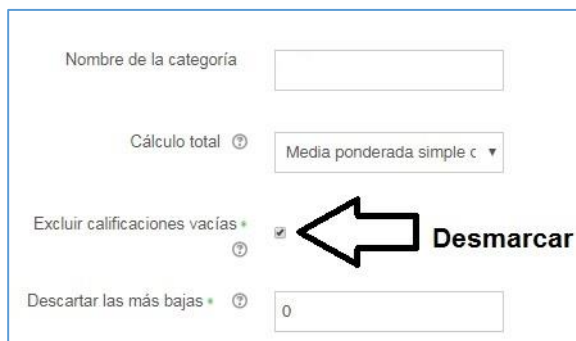 Nombre de la categoría
Cálculo total
Media ponderada simple c
Excluir calificaciones vacías *
Desmarcar
Descartar las más bajas *
0